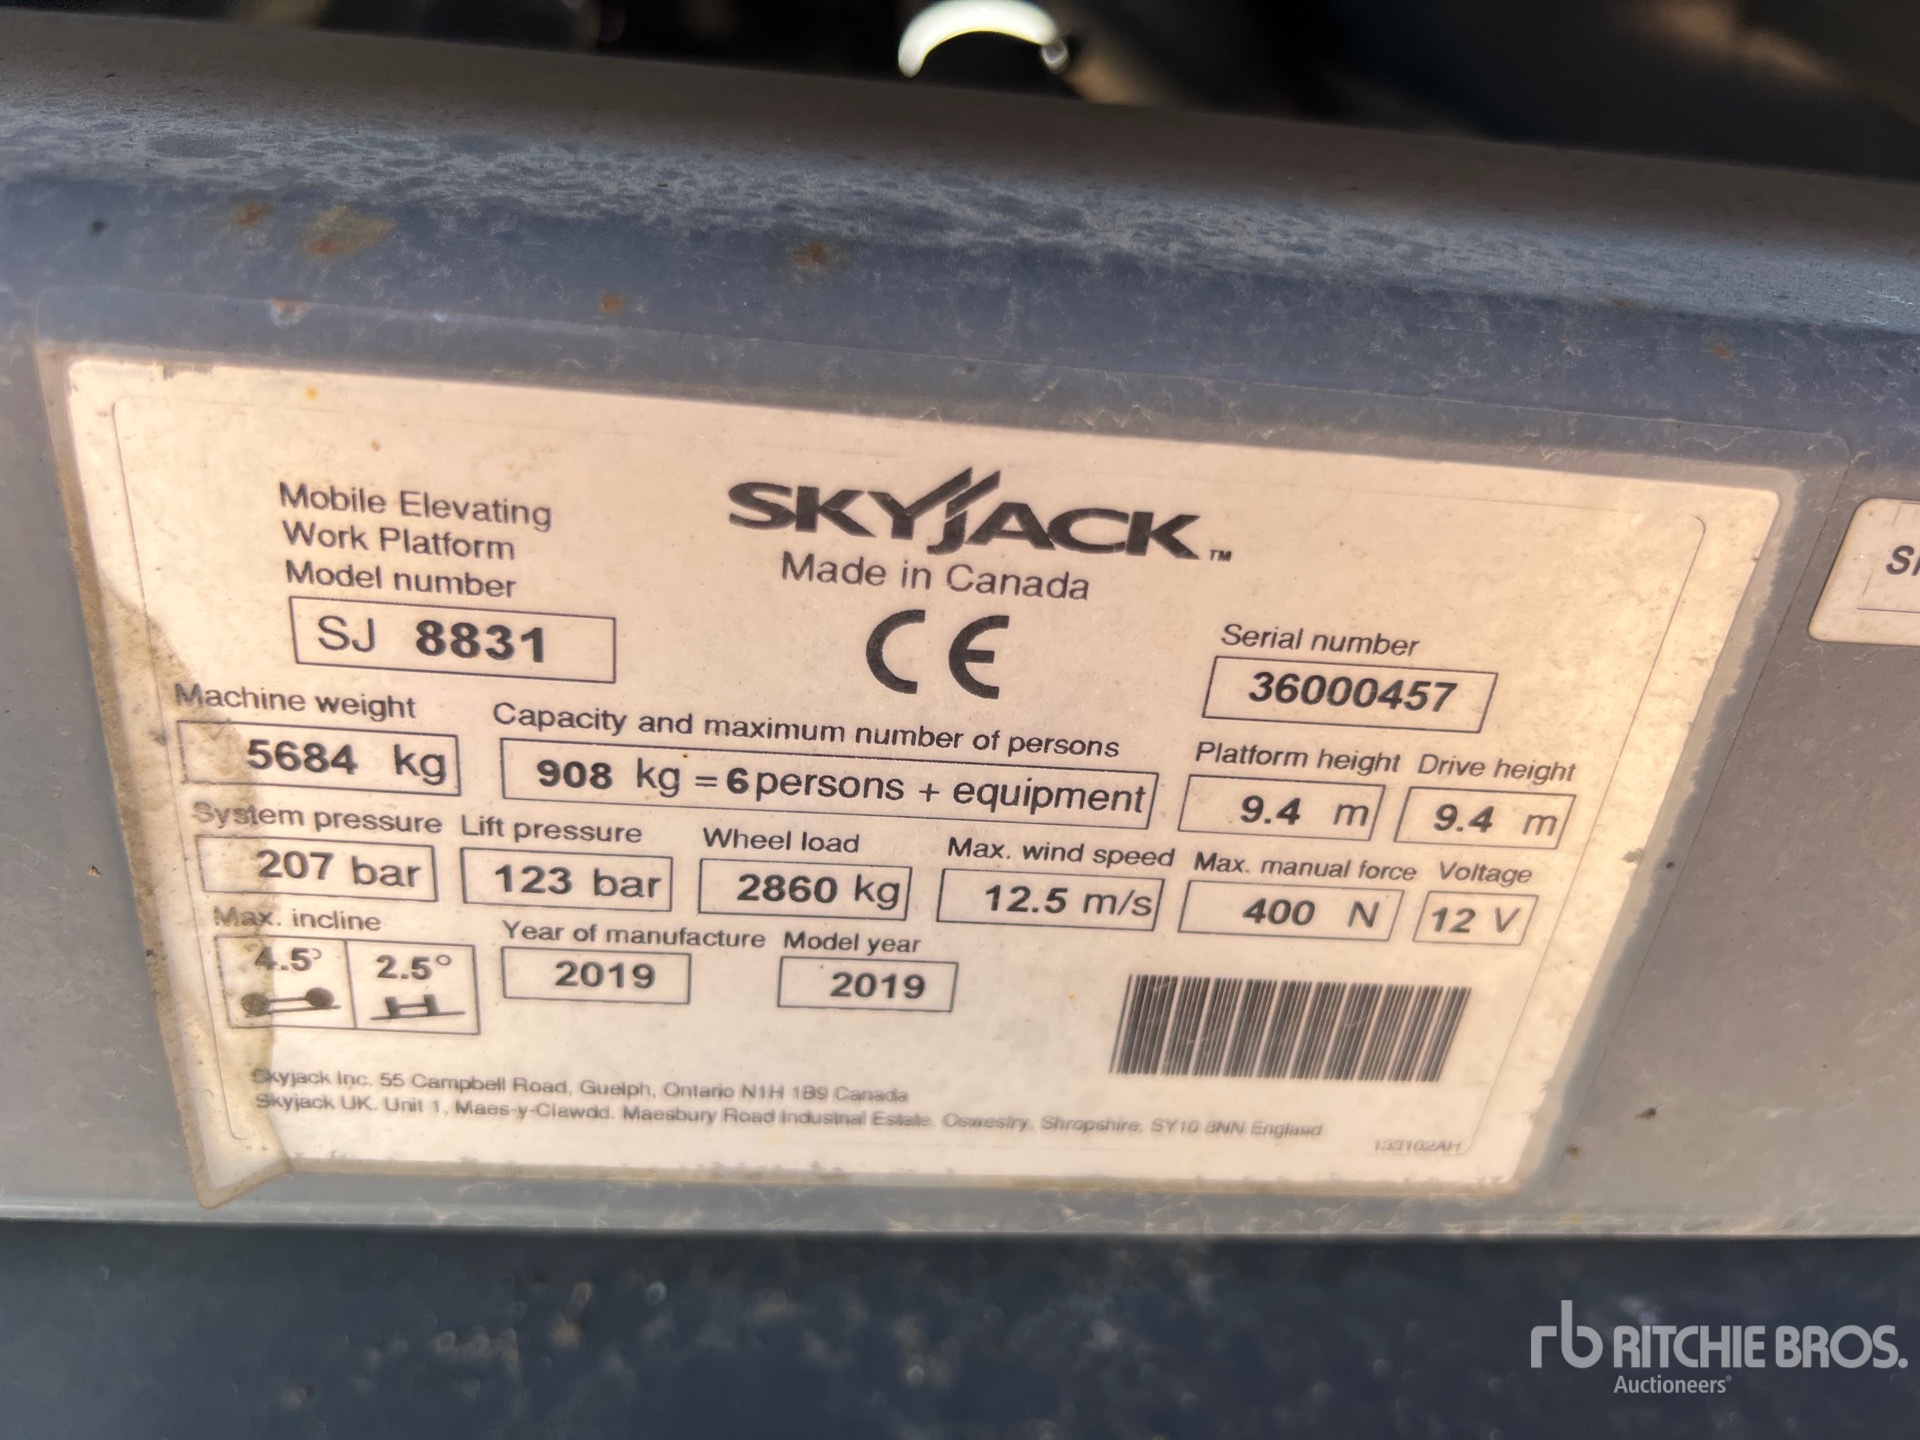 Mobile Elevating
Work Platform
Model number
SJ 8831
SKYJACK™
Made in Canada
CE
Serial number
36000457
Machine weight
5684 kg
Capacity and maximum number of persons
908 kg = 6 persons + equipment
Platform height
9.4 m
Drive height
9.4 m
System pressure
207 bar
Lift pressure
123 bar
Wheel load
2860 kg
Max. wind speed
12.5 m/s
Max. manual force
400 N
Voltage
12 V
Max. incline
4.5°
2.5°
Year of manufacture
2019
Model year
2019
Skyjack Inc. 55 Campbell Road, Guelph, Ontario N1H 1B9 Canada
Skyjack UK. Unit 1, Maes-y-Clawdd. Maesbury Road Industrial Estate. Oswestry. Shropshire. SY10 8NN England
133102AH
rb RITCHIE BROS.
Auctioneers®